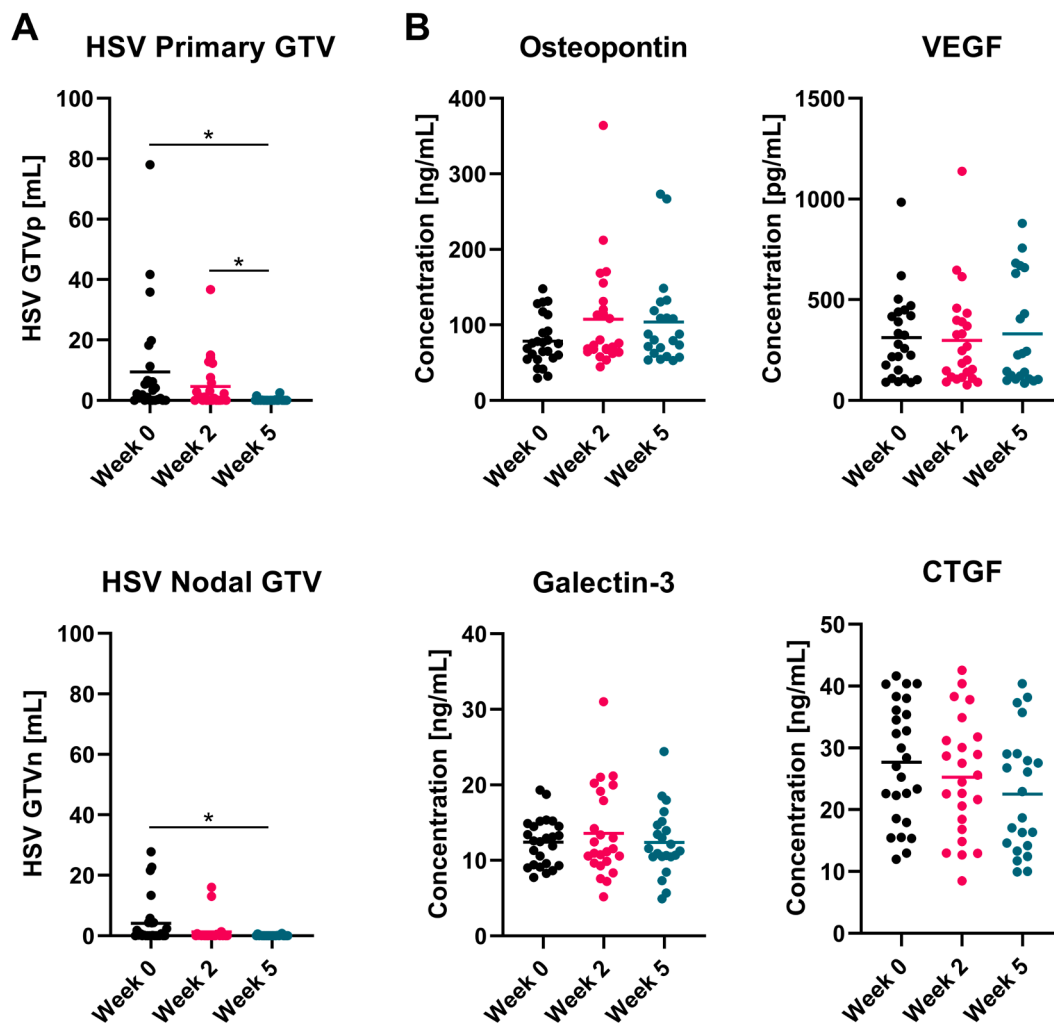 A
B
HSV Primary GTV
HSV GTVp [mL]
100
80
60
40
20
0
*
*
Week 0
Week 2
Week 5
Osteopontin
Concentration [ng/mL]
400
300
200
100
0
Week 0
Week 2
Week 5
VEGF
Concentration [pg/mL]
1500
1000
500
0
Week 0
Week 2
Week 5
HSV Nodal GTV
HSV GTVn [mL]
100
80
60
40
20
0
*
Week 0
Week 2
Week 5
Galectin-3
Concentration [ng/mL]
40
30
20
10
0
Week 0
Week 2
Week 5
CTGF
Concentration [ng/mL]
50
40
30
20
10
0
Week 0
Week 2
Week 5